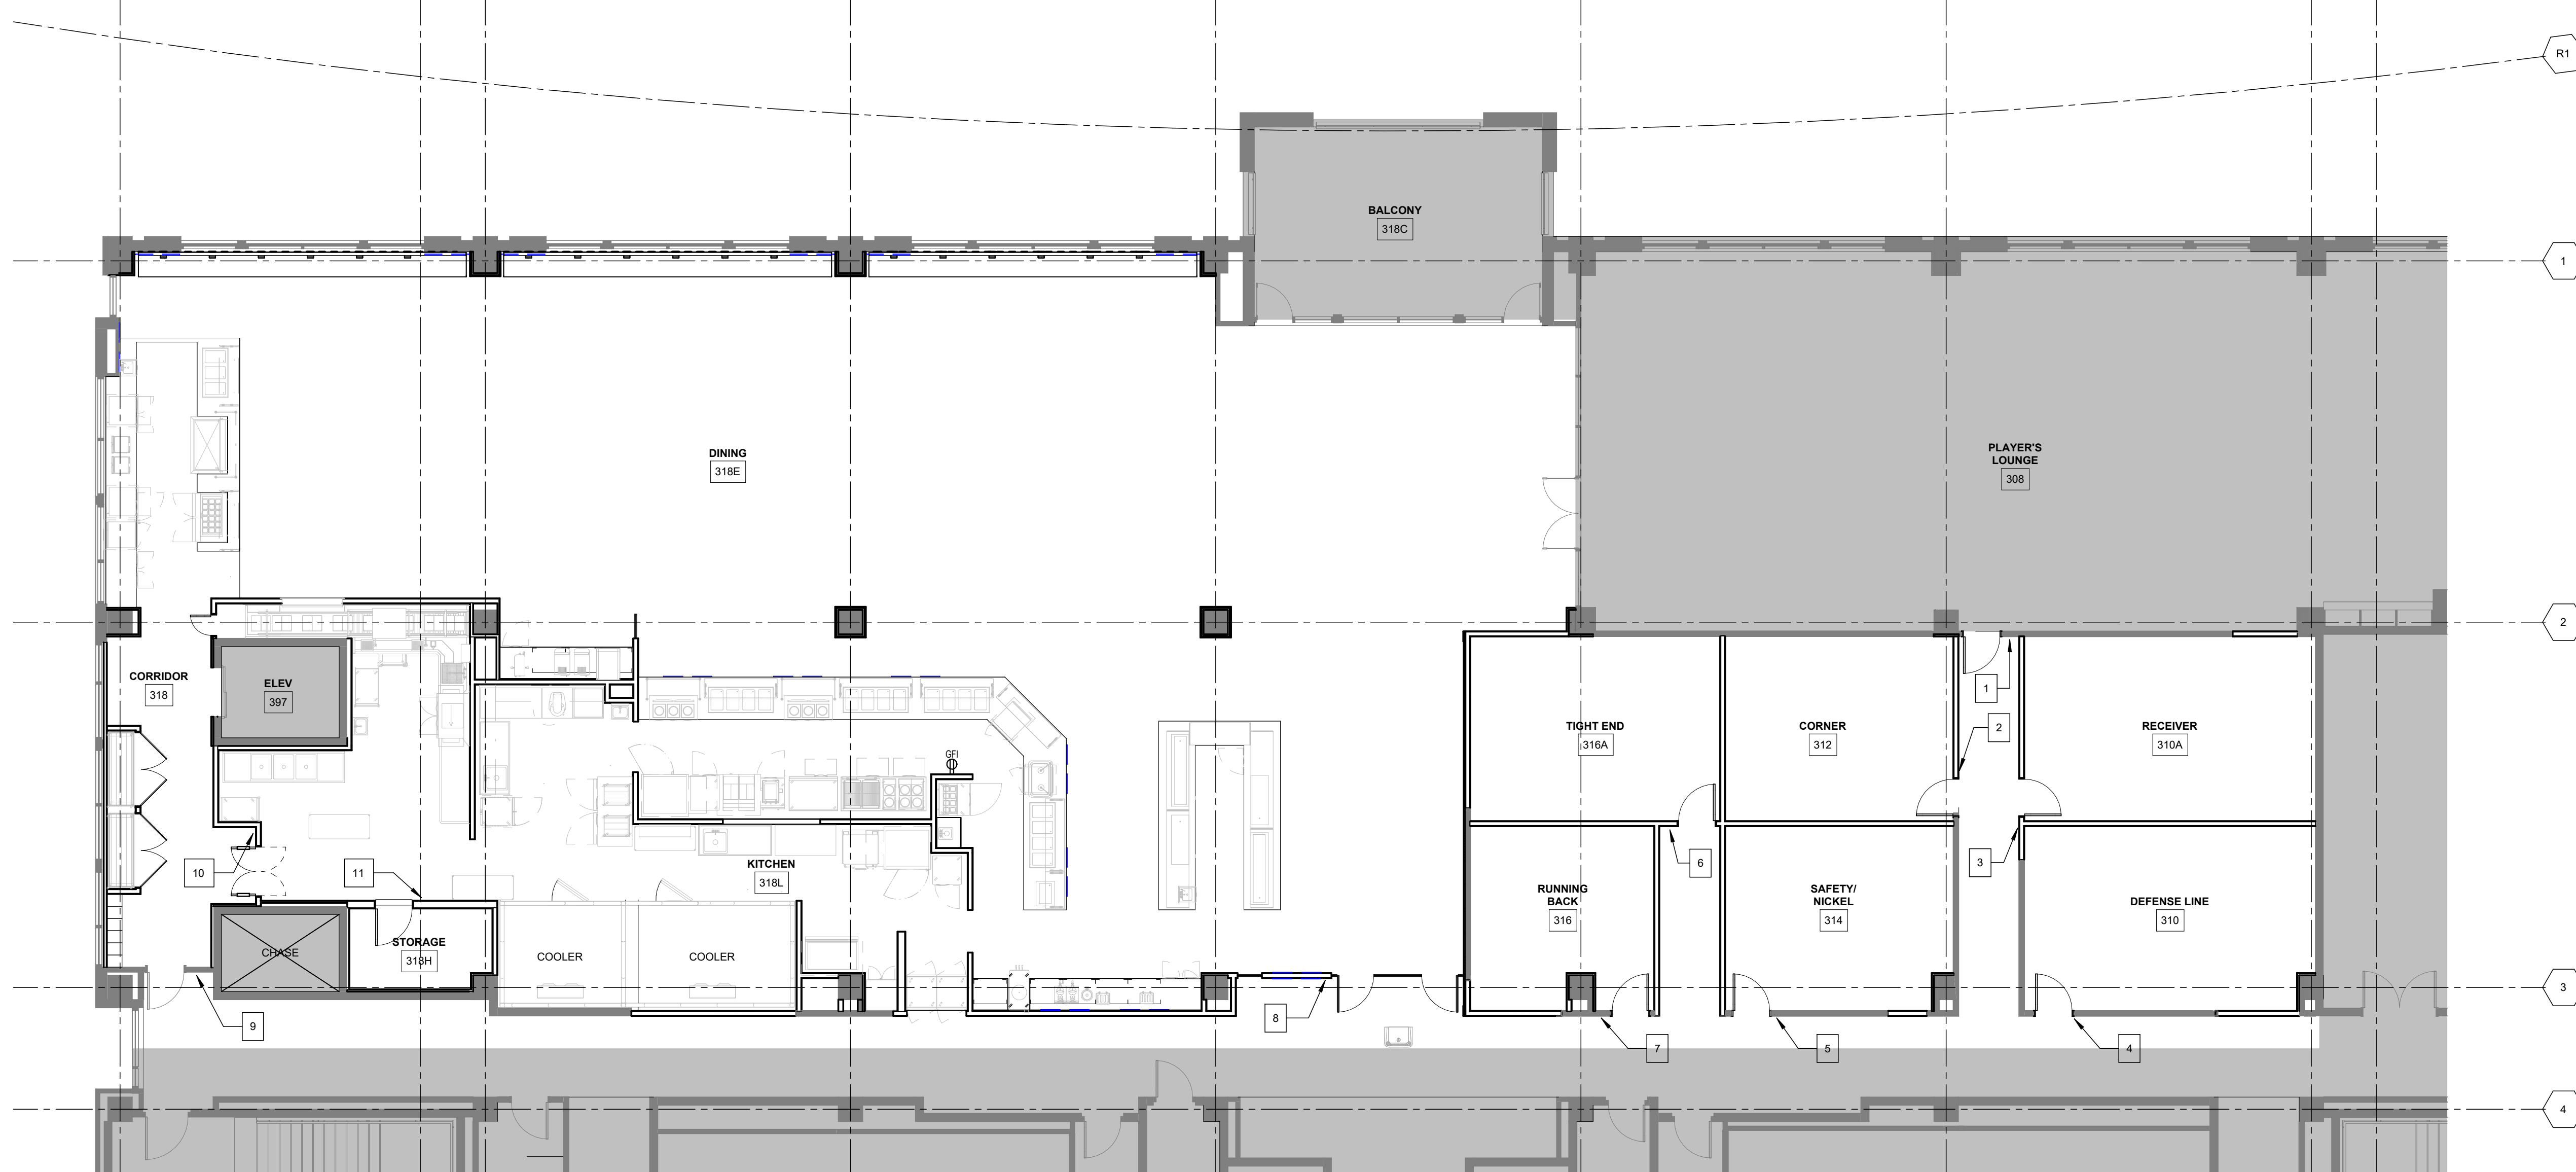 R1
BALCONY
318C
1
DINING
318E
PLAYER'S
LOUNGE
308
2
CORRIDOR
318
ELEV
397
1
TIGHT END
316A
CORNER
312
2
RECEIVER
310A
GFI
10
11
KITCHEN
318L
6
3
RUNNING
BACK
316
SAFETY/
NICKEL
314
DEFENSE LINE
310
STORAGE
318H
CHASE
COOLER
COOLER
3
9
8
7
5
4
4